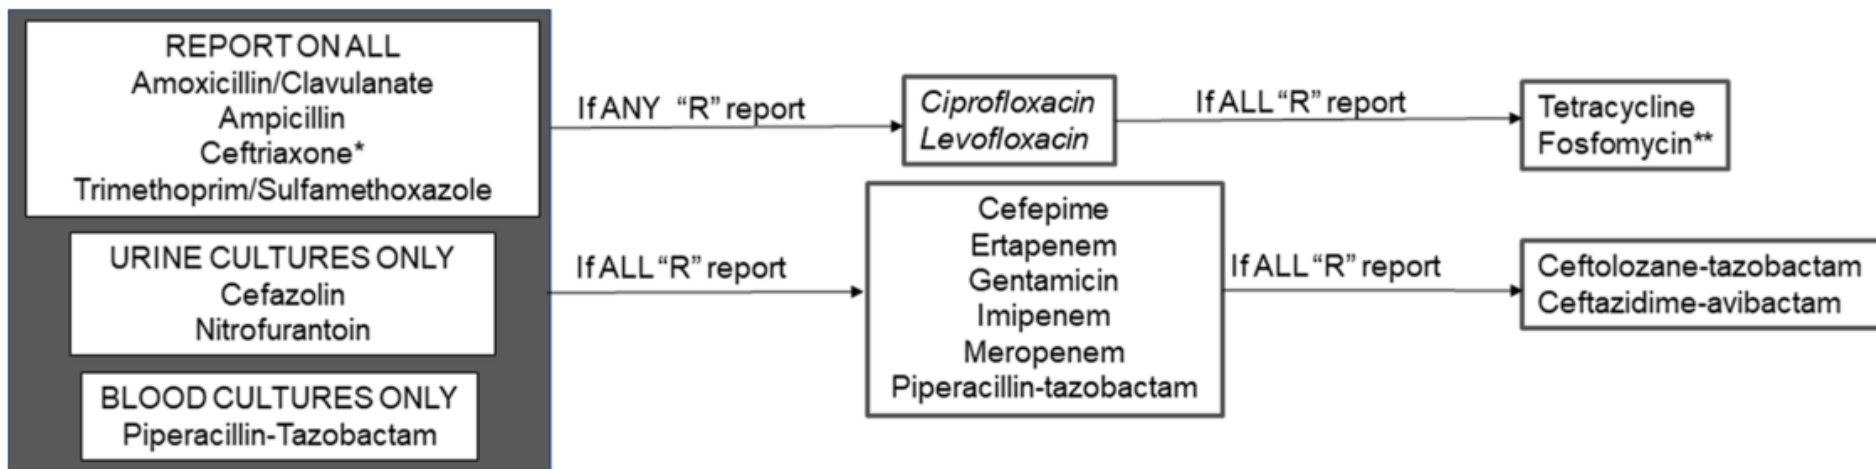 REPORT ON ALL
Amoxicillin/Clavulanate
Ampicillin
Ceftriaxone*
Trimethoprim/Sulfamethoxazole
URINE CULTURES ONLY
Cefazolin
Nitrofurantoin
BLOOD CULTURES ONLY
Piperacillin-Tazobactam
If ANY "R" report
Ciprofloxacin
Levofloxacin
If ALL "R" report
Tetracycline
Fosfomycin**
If ALL "R" report
Cefepime
Ertapenem
Gentamicin
Imipenem
Meropenem
Piperacillin-tazobactam
If ALL "R" report
Ceftolozane-tazobactam
Ceftazidime-avibactam